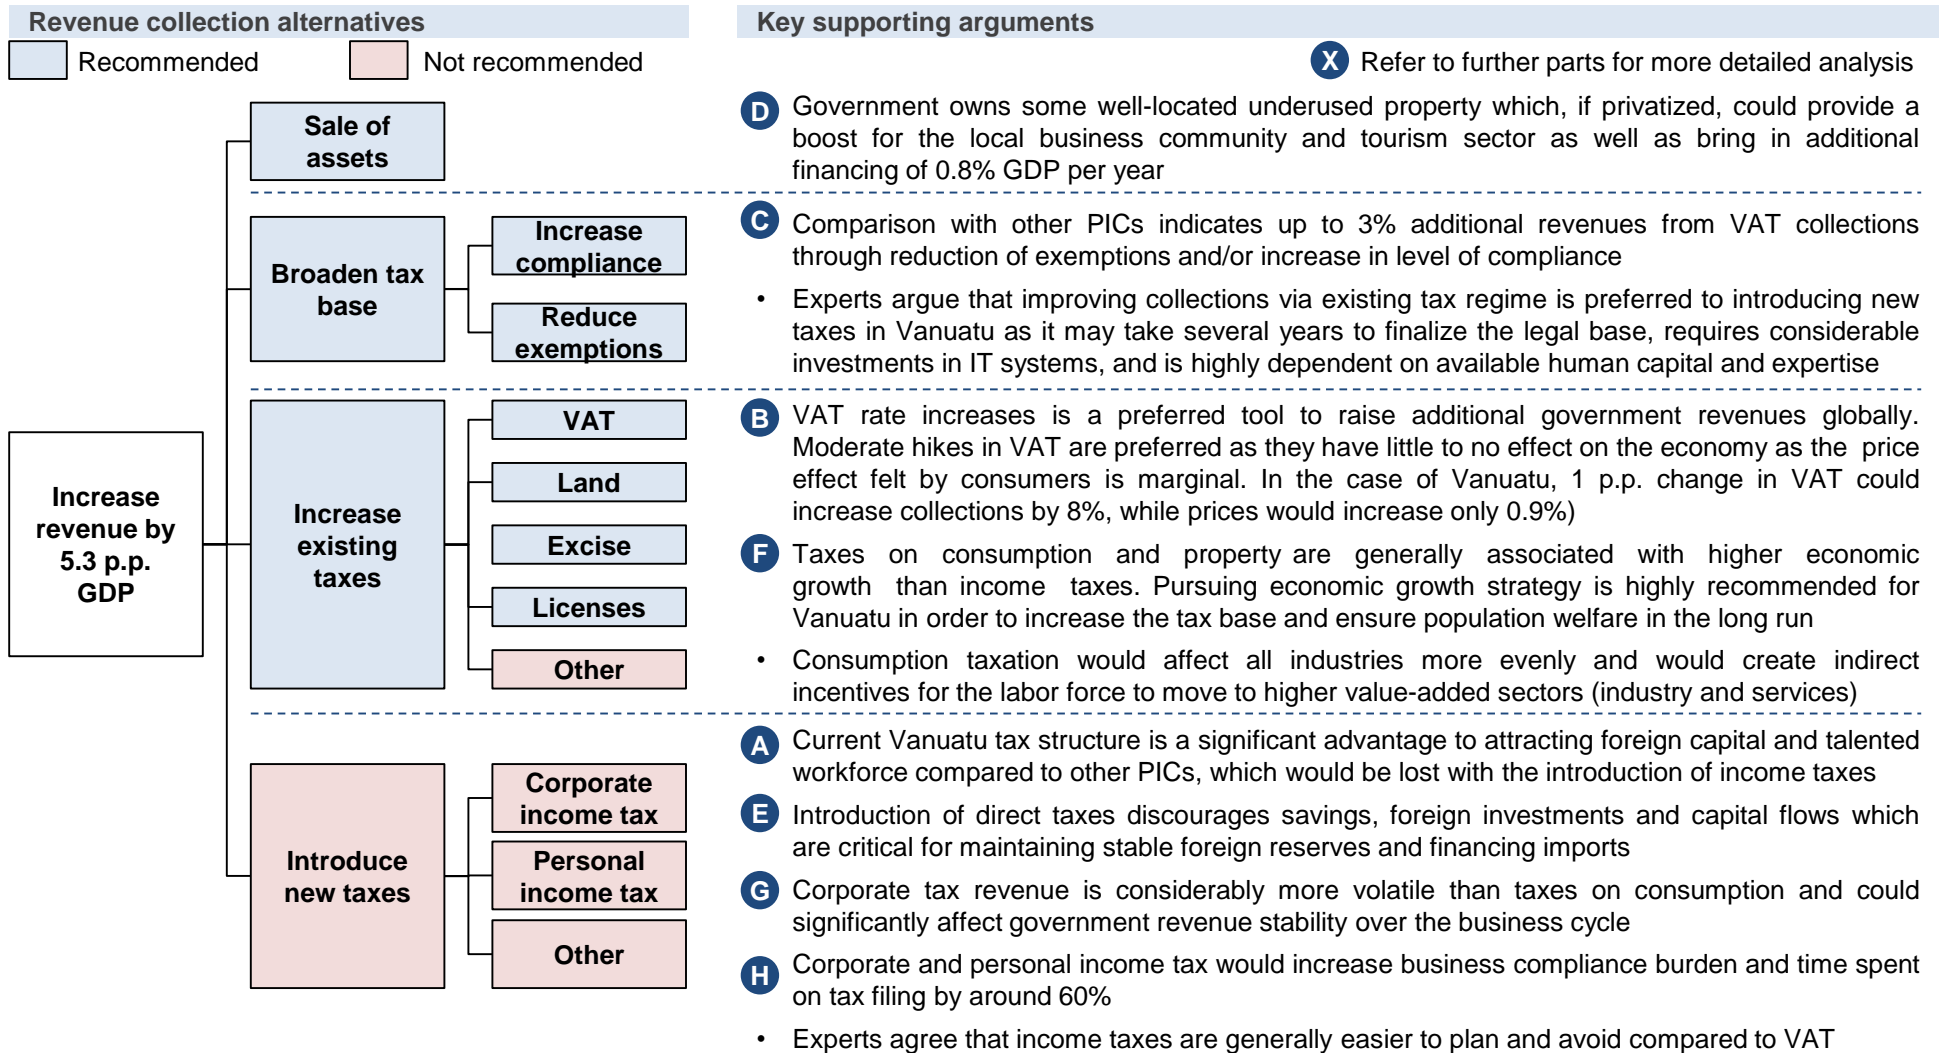 Revenue collection alternatives
Recommended
Not recommended
Increase
revenue by
5.3 p.p.
GDP
Sale of
assets
Broaden tax
base
Increase
compliance
Reduce
exemptions
Increase
existing
taxes
VAT
Land
Excise
Licenses
Other
Introduce
new taxes
Corporate
income tax
Personal
income tax
Other
Key supporting arguments
X Refer to further parts for more detailed analysis
D Government owns some well-located underused property which, if privatized, could provide a
boost for the local business community and tourism sector as well as bring in additional
financing of 0.8% GDP per year
C Comparison with other PICs indicates up to 3% additional revenues from VAT collections
through reduction of exemptions and/or increase in level of compliance
• Experts argue that improving collections via existing tax regime is preferred to introducing new
taxes in Vanuatu as it may take several years to finalize the legal base, requires considerable
investments in IT systems, and is highly dependent on available human capital and expertise
B VAT rate increases is a preferred tool to raise additional government revenues globally.
Moderate hikes in VAT are preferred as they have little to no effect on the economy as the price
effect felt by consumers is marginal. In the case of Vanuatu, 1 p.p. change in VAT could
increase collections by 8%, while prices would increase only 0.9%)
F Taxes on consumption and property are generally associated with higher economic
growth than income taxes. Pursuing economic growth strategy is highly recommended for
Vanuatu in order to increase the tax base and ensure population welfare in the long run
• Consumption taxation would affect all industries more evenly and would create indirect
incentives for the labor force to move to higher value-added sectors (industry and services)
A Current Vanuatu tax structure is a significant advantage to attracting foreign capital and talented
workforce compared to other PICs, which would be lost with the introduction of income taxes
E Introduction of direct taxes discourages savings, foreign investments and capital flows which
are critical for maintaining stable foreign reserves and financing imports
G Corporate tax revenue is considerably more volatile than taxes on consumption and could
significantly affect government revenue stability over the business cycle
H Corporate and personal income tax would increase business compliance burden and time spent
on tax filing by around 60%
• Experts agree that income taxes are generally easier to plan and avoid compared to VAT